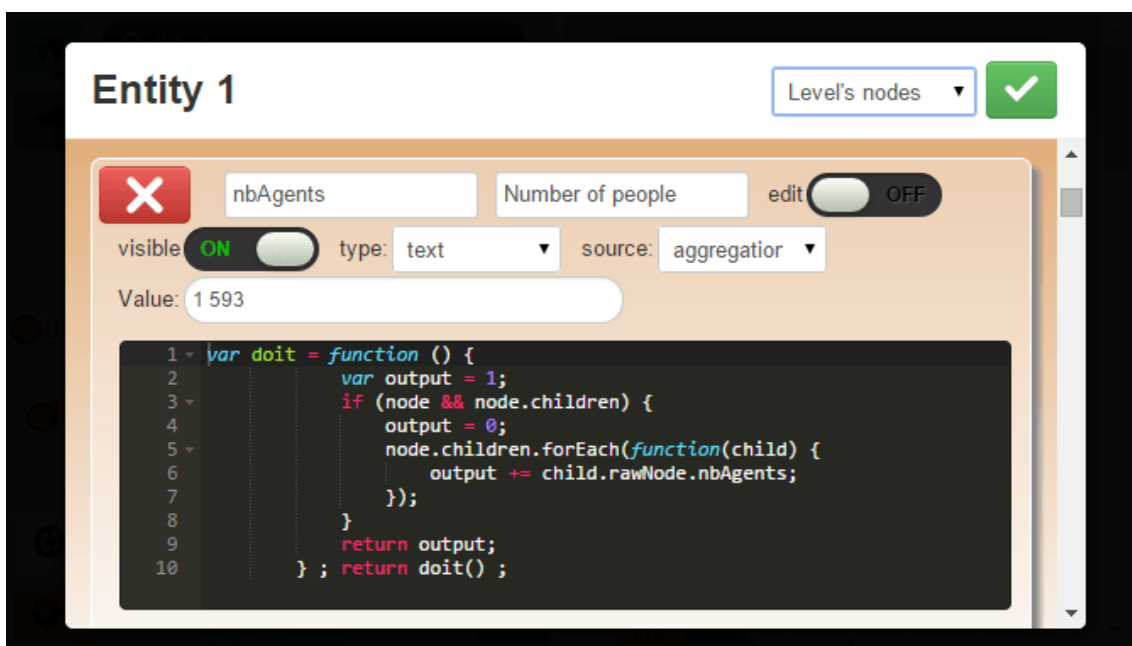 Entity 1
Level's nodes
nbAgents
Number of people
edit
OFF
visible
ON
type:
text
source:
aggregatior
Value:
1 593
1 var doit = function () {
2 var output = 1;
3 if (node && node.children) {
4 output = 0;
5 node.children.forEach(function(child) {
6 output += child.rawNode.nbAgents;
7 });
8 }
9 return output;
10 } ; return doit() ;